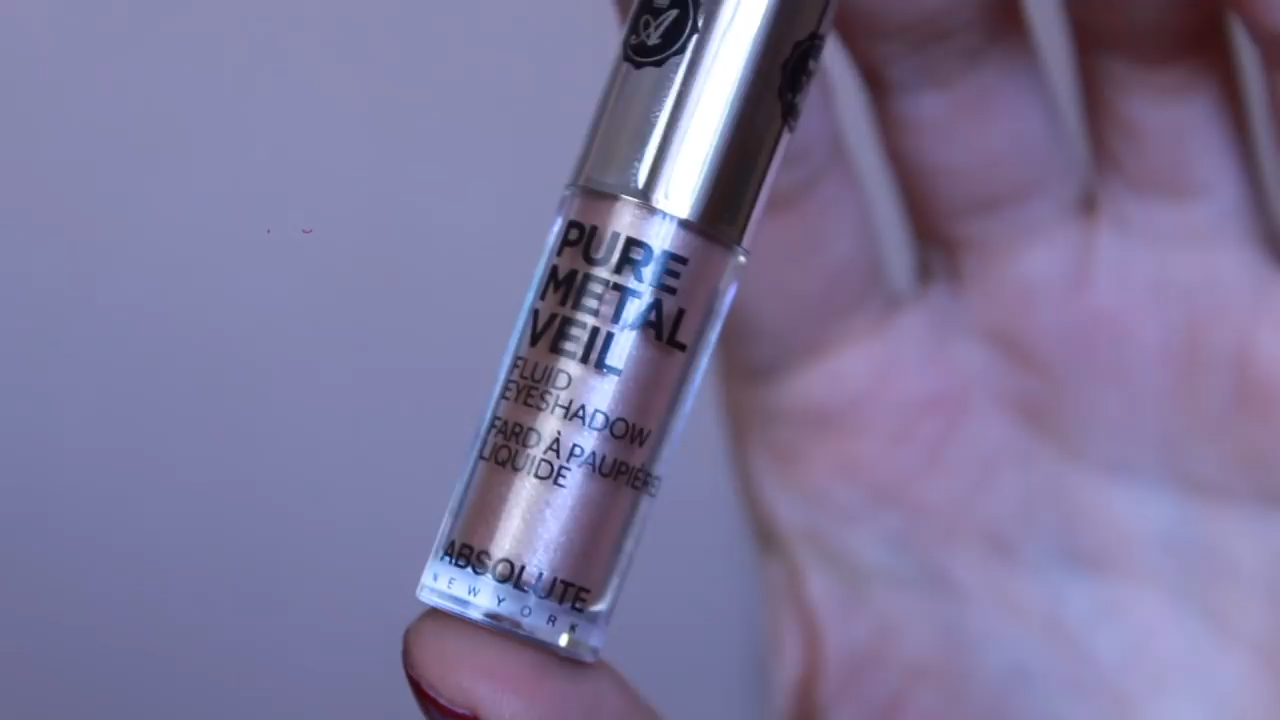 A
PURE
METAL
VEIL
FLUID
EYESHADOW
FARD À PAUPIÈRES
LIQUIDE
ABSOLUTE
NEW YORK